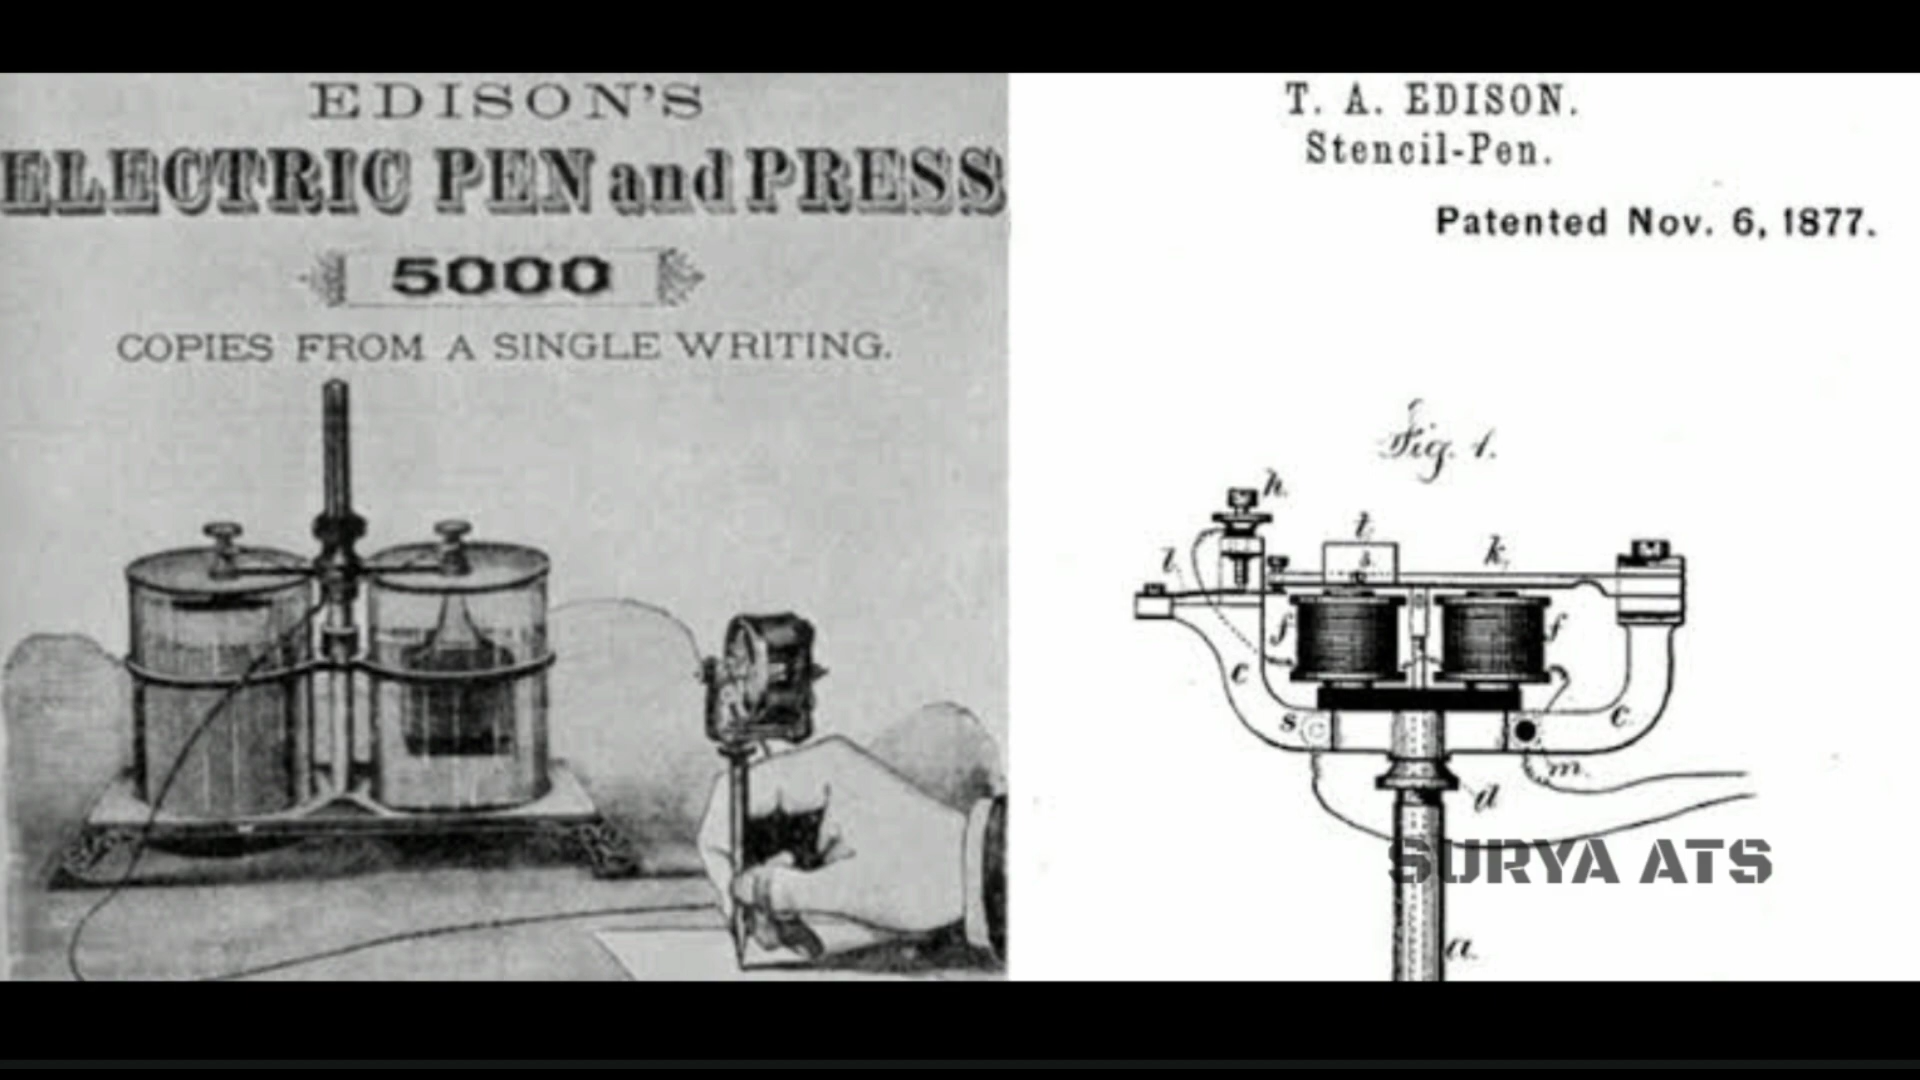 EDISON'S
ELECTRIC PEN and PRESS
5000
COPIES FROM A SINGLE WRITING.
T. A. EDISON.
Stencil-Pen.
Patented Nov. 6, 1877.
Fig. 1.
h.
t.
l.
3.
k.
f
f
c
s
c
m.
d
SURYA ATS
a.